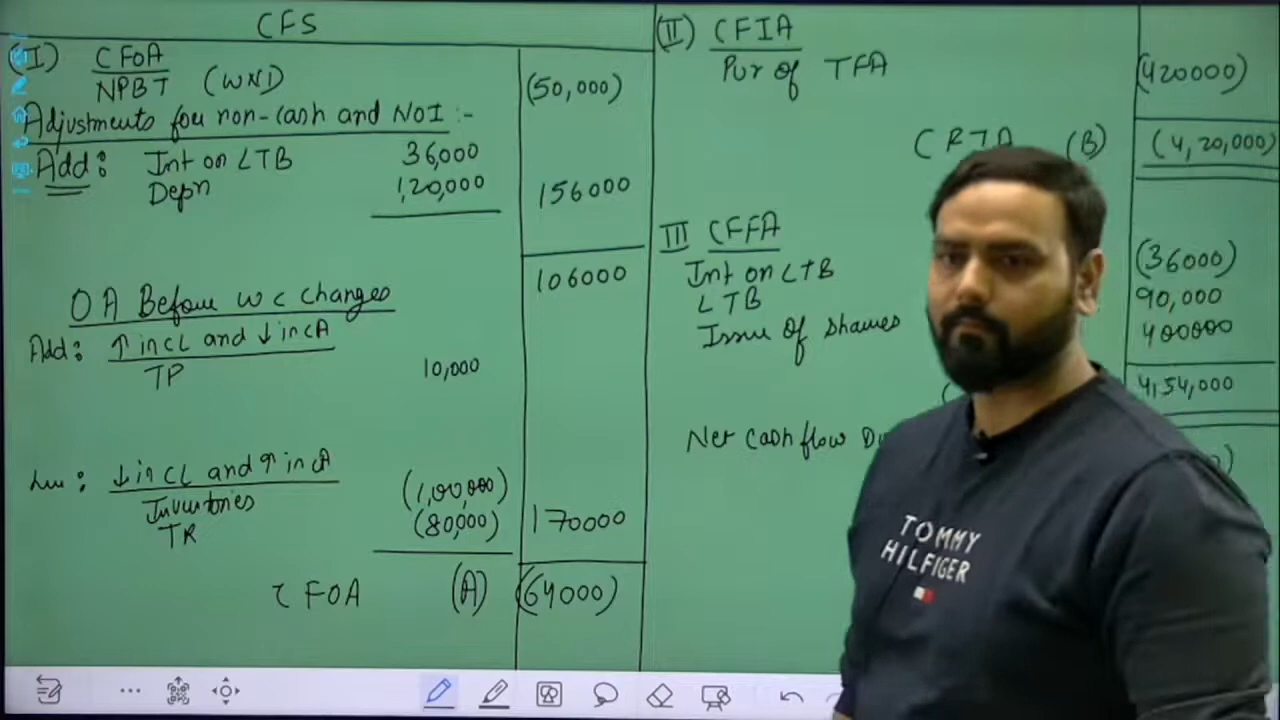 CFS
(I) CFOA
NPBT (WN1) (50,000)
Adjustments for non-cash and NOI :-
Add: Int on LTB 36,000
Depn 1,20,000 156000
106000
OA Before WC Changes
Add: ↑ in CL and ↓ in CA
TP 10,000
↓ in CL and ↑ in CA
Inventories (1,00,000)
TR (80,000) 170000
CFOA (A) (64000)
(II) CFIA
Pur of TFA (420000)
(B) (4,20,000)
III CFFA
Int on LTB (36000)
LTB 90,000
Issue of Shares 400000
4,54,000
Net Cash flow
TOMMY
HILFIGER